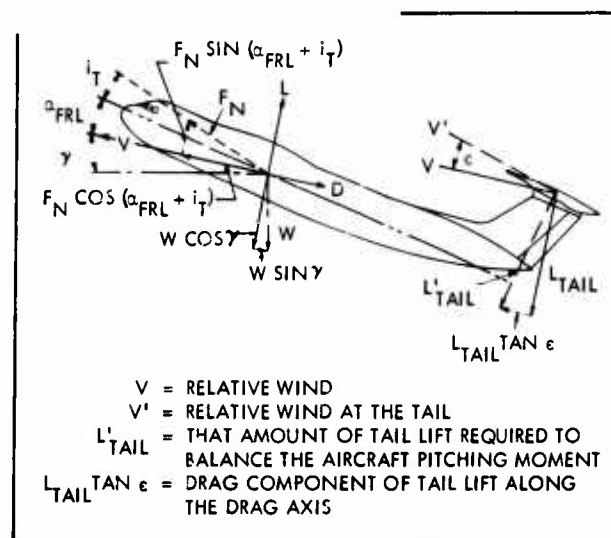 F_N SIN (α_FRL + i_T)
i_T
L
F_N
α_FRL
V'
V
ε
V
γ
D
F_N COS (α_FRL + i_T)
W
W COS γ
W SIN γ
L'_TAIL
L_TAIL
L_TAIL TAN ε
V = RELATIVE WIND
V' = RELATIVE WIND AT THE TAIL
L'_TAIL = THAT AMOUNT OF TAIL LIFT REQUIRED TO
BALANCE THE AIRCRAFT PITCHING MOMENT
L_TAIL TAN ε = DRAG COMPONENT OF TAIL LIFT ALONG
THE DRAG AXIS